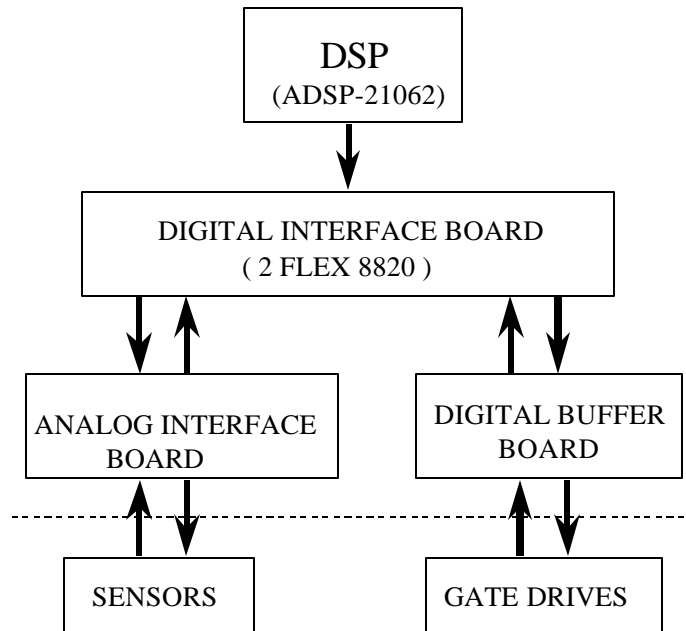 DSP
(ADSP-21062)
DIGITAL INTERFACE BOARD
( 2 FLEX 8820 )
ANALOG INTERFACE
BOARD
DIGITAL BUFFER
BOARD
SENSORS
GATE DRIVES